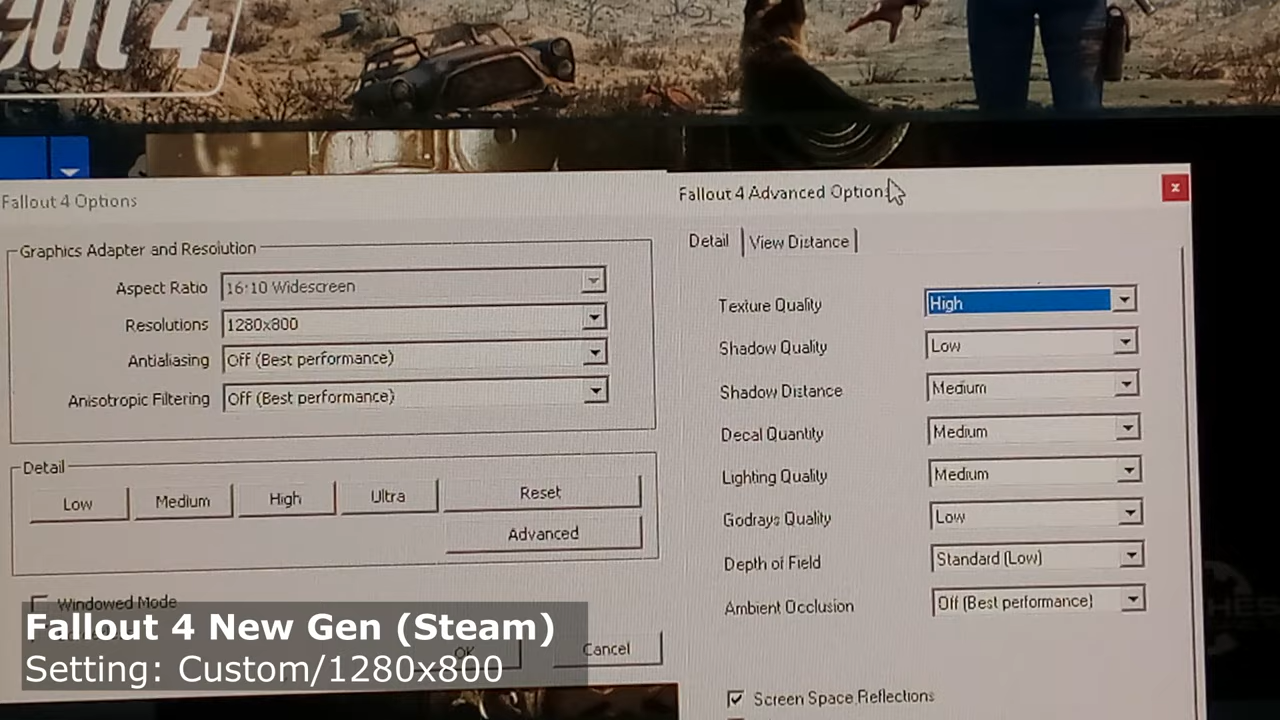 out 4
Fallout 4 Options
Graphics Adapter and Resolution
Aspect Ratio 16:10 Widescreen
Resolutions 1280x800
Antialiasing Off (Best performance)
Anisotropic Filtering Off (Best performance)
Detail
Low Medium High Ultra Reset
Advanced
Windowed Mode
OK Cancel
Fallout 4 Advanced Options
Detail View Distance
Texture Quality High
Shadow Quality Low
Shadow Distance Medium
Decal Quantity Medium
Lighting Quality Medium
Godrays Quality Low
Depth of Field Standard (Low)
Ambient Occlusion Off (Best performance)
Screen Space Reflections
Fallout 4 New Gen (Steam)
Setting: Custom/1280x800